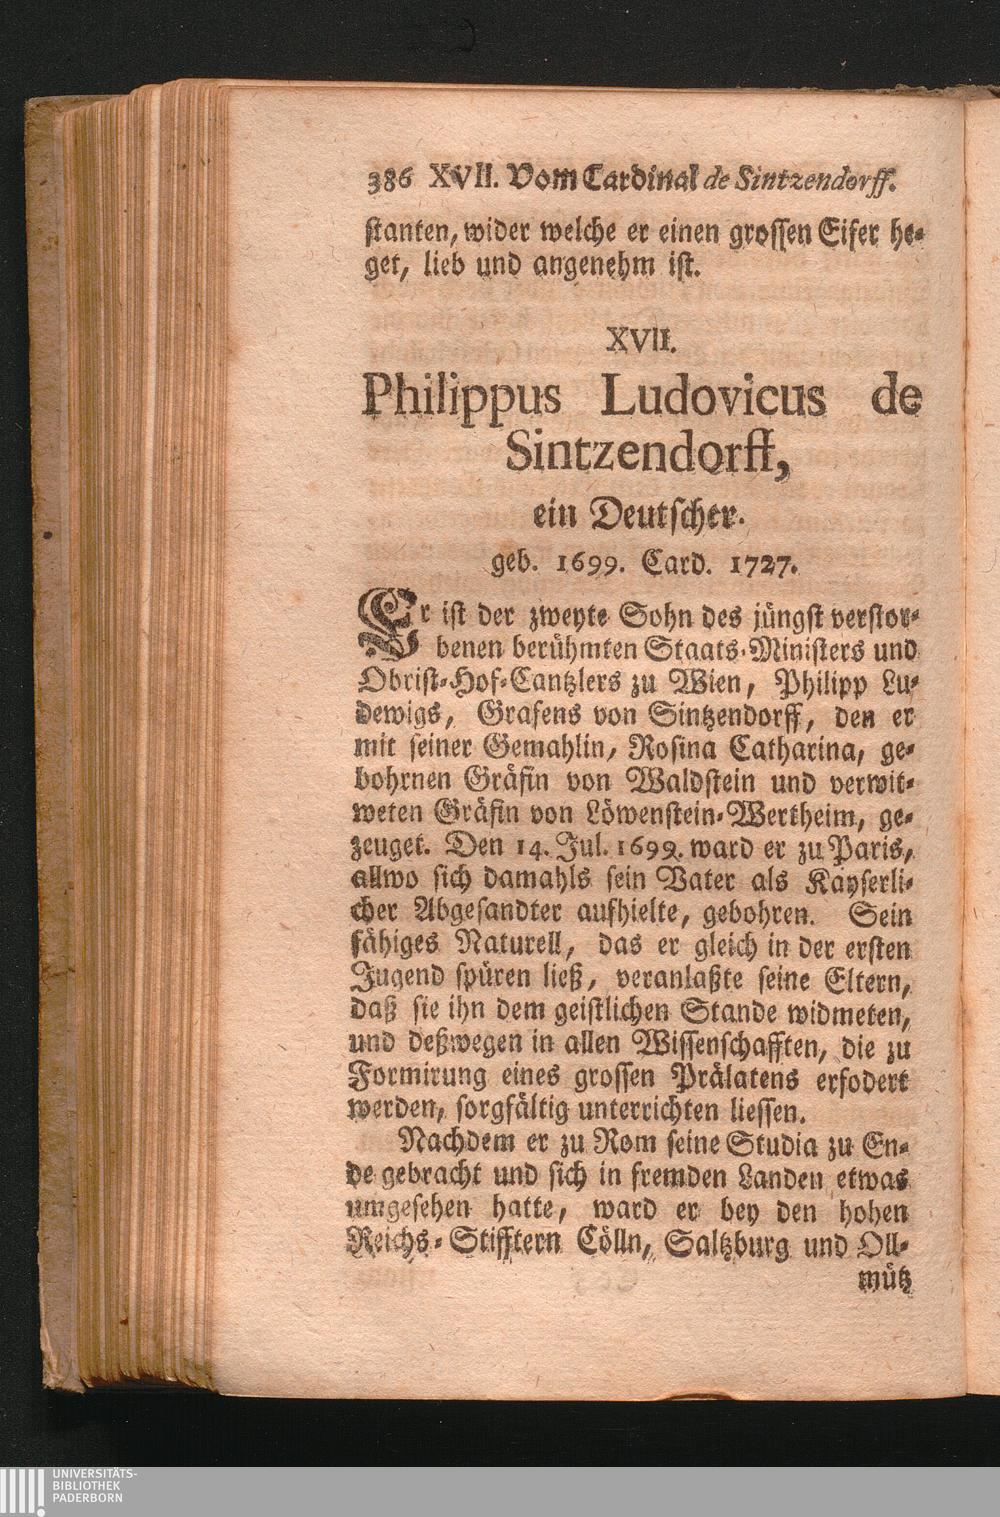 386 XVII. Vom Cardinal de Sintzendorff.
stanten, wider welche er einen grossen Eifer he-
get, lieb und angenehm ist.
XVII.
Philippus Ludovicus de
Sintzendorff,
ein Deutscher.
geb. 1699. Card. 1727.
Er ist der zweyte Sohn des jüngst verstor-
benen berühmten Staats-Ministers und
Obrist-Hof-Cantzlers zu Wien, Philipp Lu-
dewigs, Grafens von Sintzendorff, den er
mit seiner Gemahlin, Rosina Catharina, ge-
bohrnen Gräfin von Waldstein und verwit-
weten Gräfin von Löwenstein-Wertheim, ge-
zeuget. Den 14. Jul. 1699. ward er zu Paris,
allwo sich damahls sein Vater als Kayserli-
cher Abgesandter aufhielte, gebohren. Sein
fähiges Naturell, das er gleich in der ersten
Jugend spüren ließ, veranlaßte seine Eltern,
daß sie ihn dem geistlichen Stande widmeten,
und deßwegen in allen Wissenschafften, die zu
Formirung eines grossen Prälatens erfodert
werden, sorgfältig unterrichten liessen.
Nachdem er zu Rom seine Studia zu En-
de gebracht und sich in fremden Landen etwas
umgesehen hatte, ward er bey den hohen
Reichs-Stifftern Cölln, Saltzburg und Oll-
mütz
UNIVERSITÄTS-
BIBLIOTHEK
PADERBORN